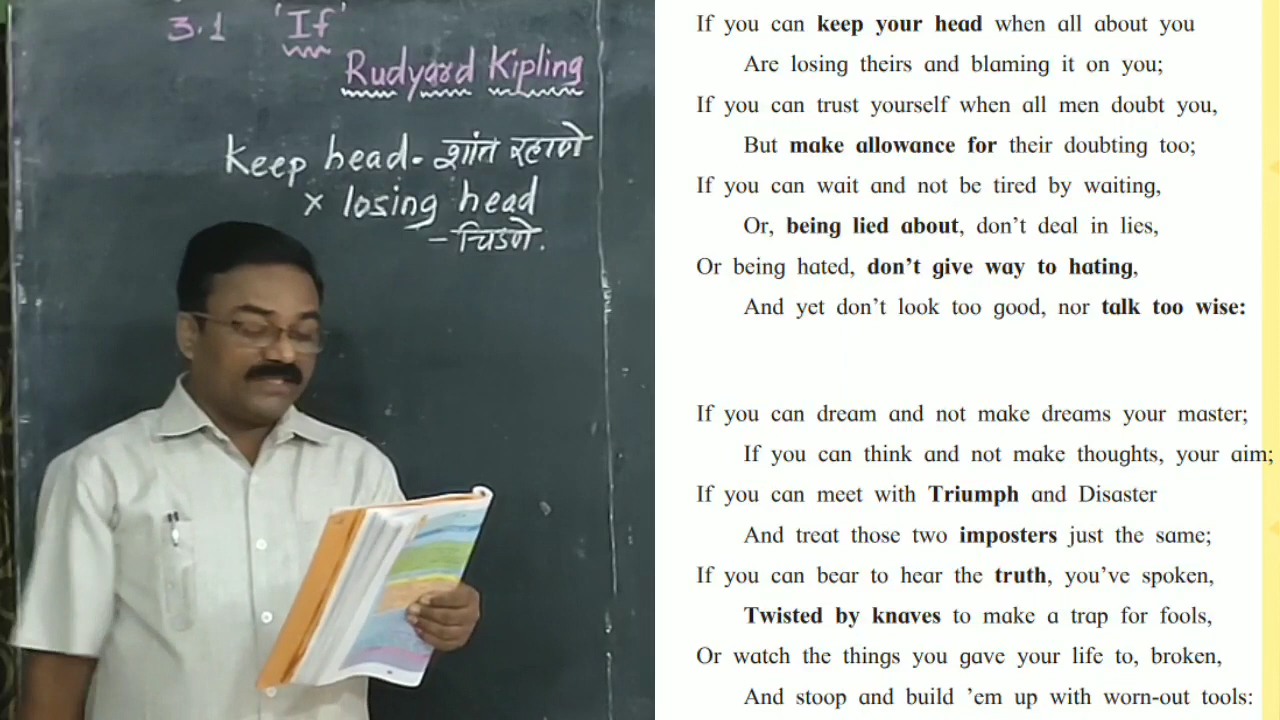 3.1 'If'
Rudyard Kipling
Keep head - शांत रहाणे
× losing head
- चिडणे.
If you can keep your head when all about you
Are losing theirs and blaming it on you;
If you can trust yourself when all men doubt you,
But make allowance for their doubting too;
If you can wait and not be tired by waiting,
Or, being lied about, don't deal in lies,
Or being hated, don't give way to hating,
And yet don't look too good, nor talk too wise:
If you can dream and not make dreams your master;
If you can think and not make thoughts, your aim;
If you can meet with Triumph and Disaster
And treat those two imposters just the same;
If you can bear to hear the truth, you've spoken,
Twisted by knaves to make a trap for fools,
Or watch the things you gave your life to, broken,
And stoop and build 'em up with worn-out tools: